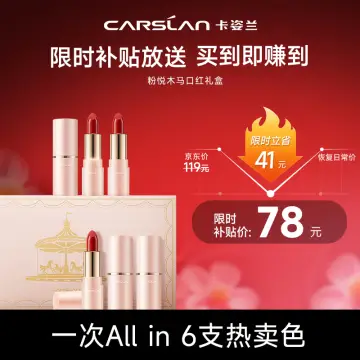 CARSLAN 卡姿兰
限时补贴放送 买到即赚到
粉悦木马口红礼盒
限时立省
41元
京东价
119元
恢复日常价
限时
补贴价: 78 元
一次All in 6支热卖色